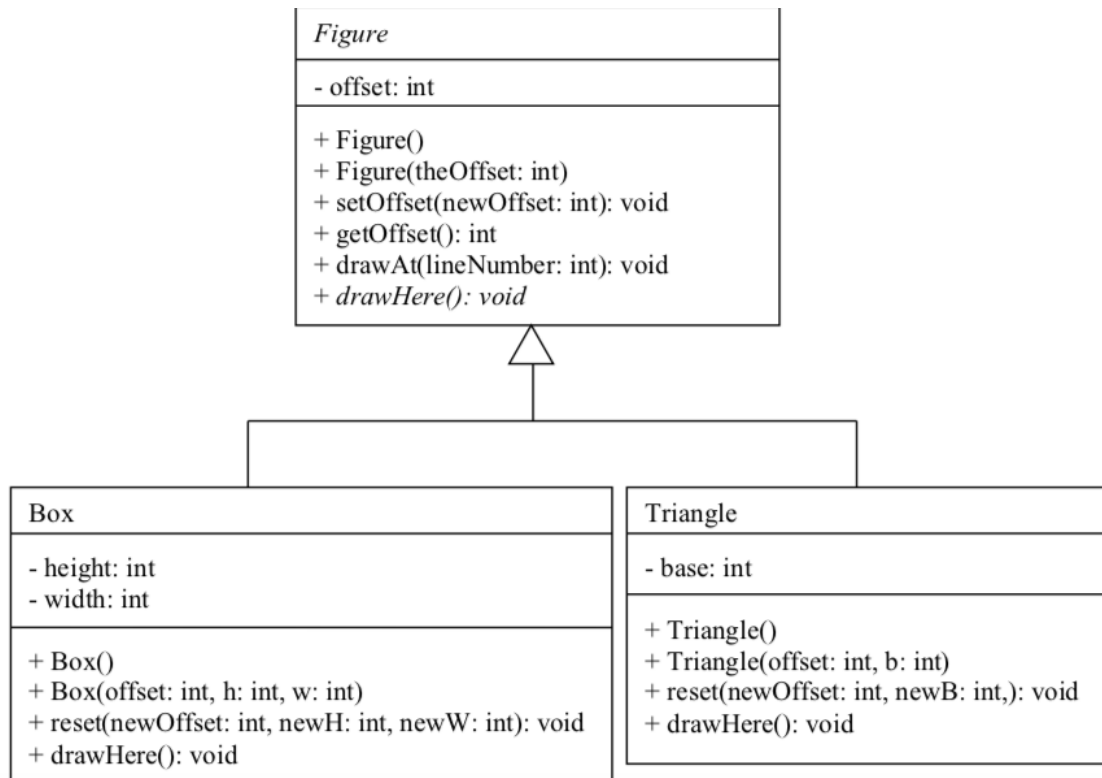 Figure
- offset: int
+ Figure()
+ Figure(theOffset: int)
+ setOffset(newOffset: int): void
+ getOffset(): int
+ drawAt(lineNumber: int): void
+ drawHere(): void
Box
- height: int
- width: int
+ Box()
+ Box(offset: int, h: int, w: int)
+ reset(newOffset: int, newH: int, newW: int): void
+ drawHere(): void
Triangle
- base: int
+ Triangle()
+ Triangle(offset: int, b: int)
+ reset(newOffset: int, newB: int,): void
+ drawHere(): void